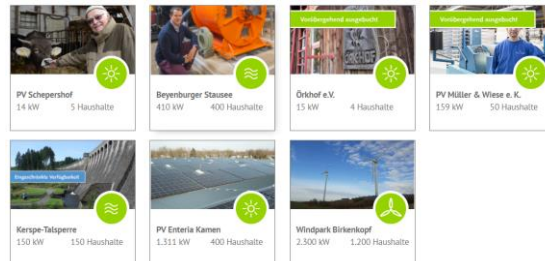 PV Schepershof
14 kW 5 Haushalte
Beyenburger Stausee
410 kW 400 Haushalte
Vorübergehend ausgebucht
ÖRKHOF
Örkhof e.V.
15 kW 4 Haushalte
Vorübergehend ausgebucht
PV Müller & Wiese e. K.
159 kW 50 Haushalte
Eingeschränkte Verfügbarkeit
Kerspe-Talsperre
150 kW 150 Haushalte
PV Enteria Kamen
1.311 kW 400 Haushalte
Windpark Birkenkopf
2.300 kW 1.200 Haushalte